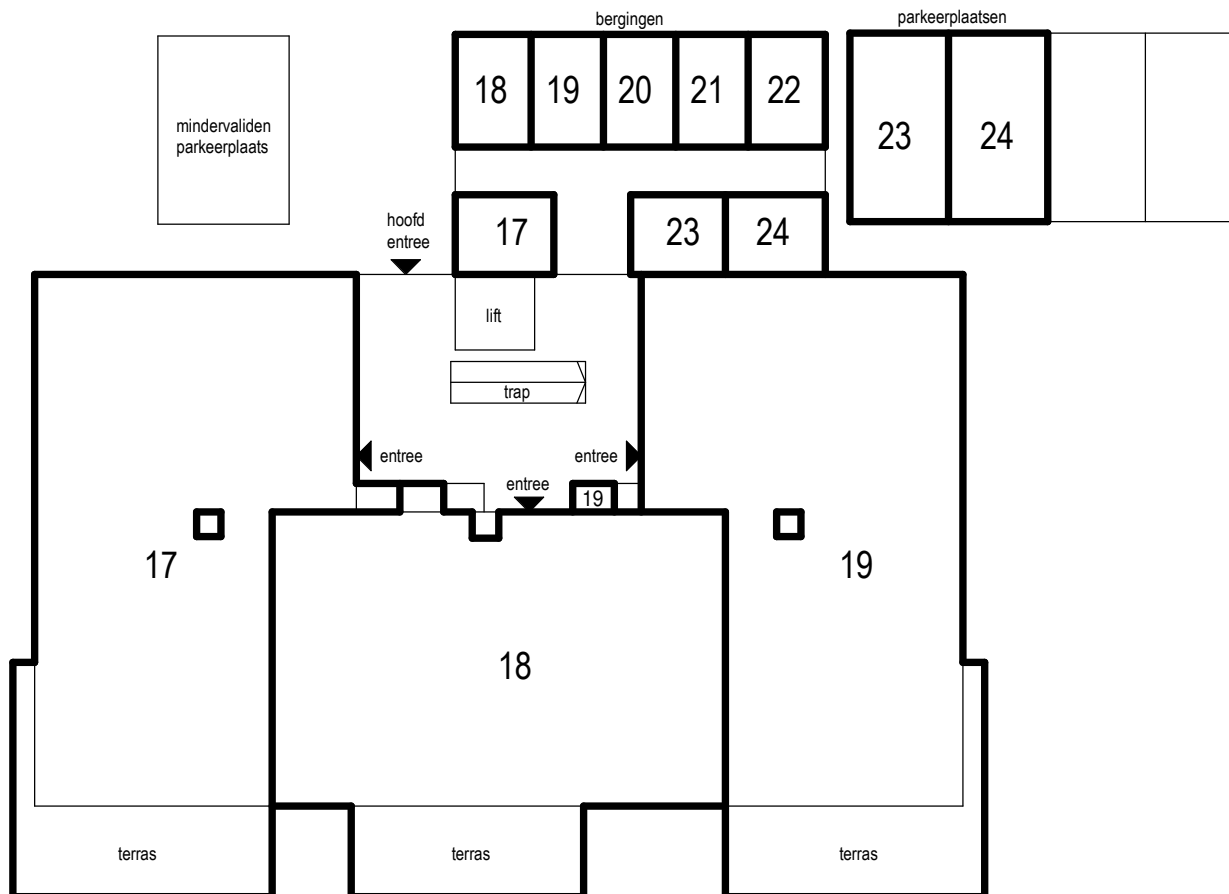 bergingen
parkeerplaatsen
18
19
20
21
22
23
24
mindervaliden
parkeerplaats
17
23
24
hoofd
entree
lift
trap
entree
entree
entree
19
17
19
18
terras
terras
terras